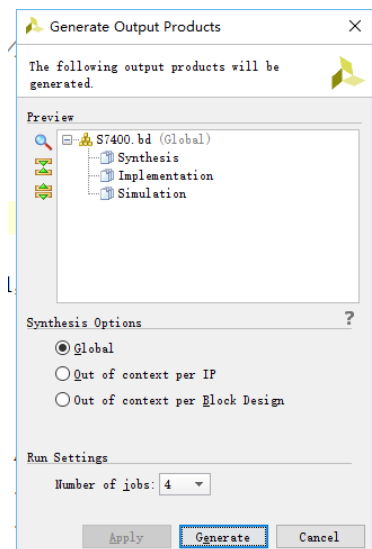 Generate Output Products
The following output products will be
generated.
Preview
S7400.bd (Global)
Synthesis
Implementation
Simulation
Synthesis Options
?
Global
Out of context per IP
Out of context per Block Design
Run Settings
Number of jobs: 4
Apply
Generate
Cancel